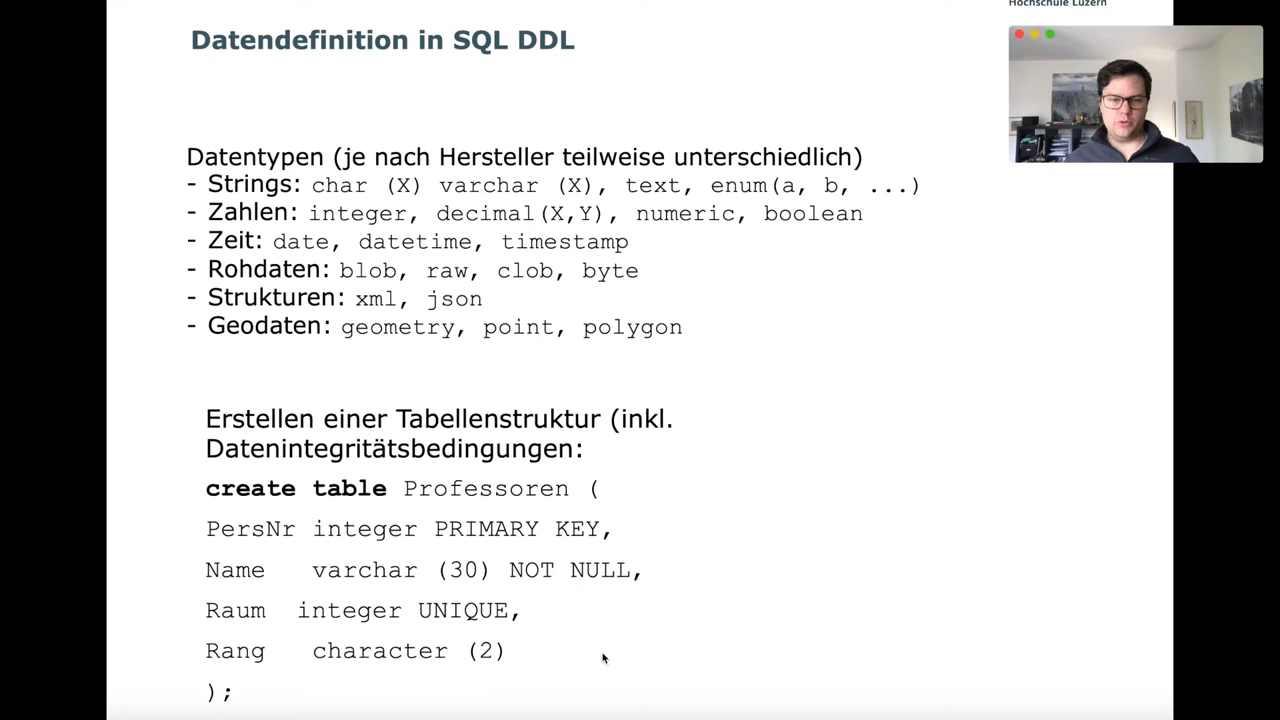 Hochschule Luzern
Datendefinition in SQL DDL
Datentypen (je nach Hersteller teilweise unterschiedlich)
- Strings: char (X) varchar (X), text, enum(a, b, ...)
- Zahlen: integer, decimal(X,Y), numeric, boolean
- Zeit: date, datetime, timestamp
- Rohdaten: blob, raw, clob, byte
- Strukturen: xml, json
- Geodaten: geometry, point, polygon
Erstellen einer Tabellenstruktur (inkl.
Datenintegritätsbedingungen:
create table Professoren (
PersNr integer PRIMARY KEY,
Name varchar (30) NOT NULL,
Raum integer UNIQUE,
Rang character (2)
);